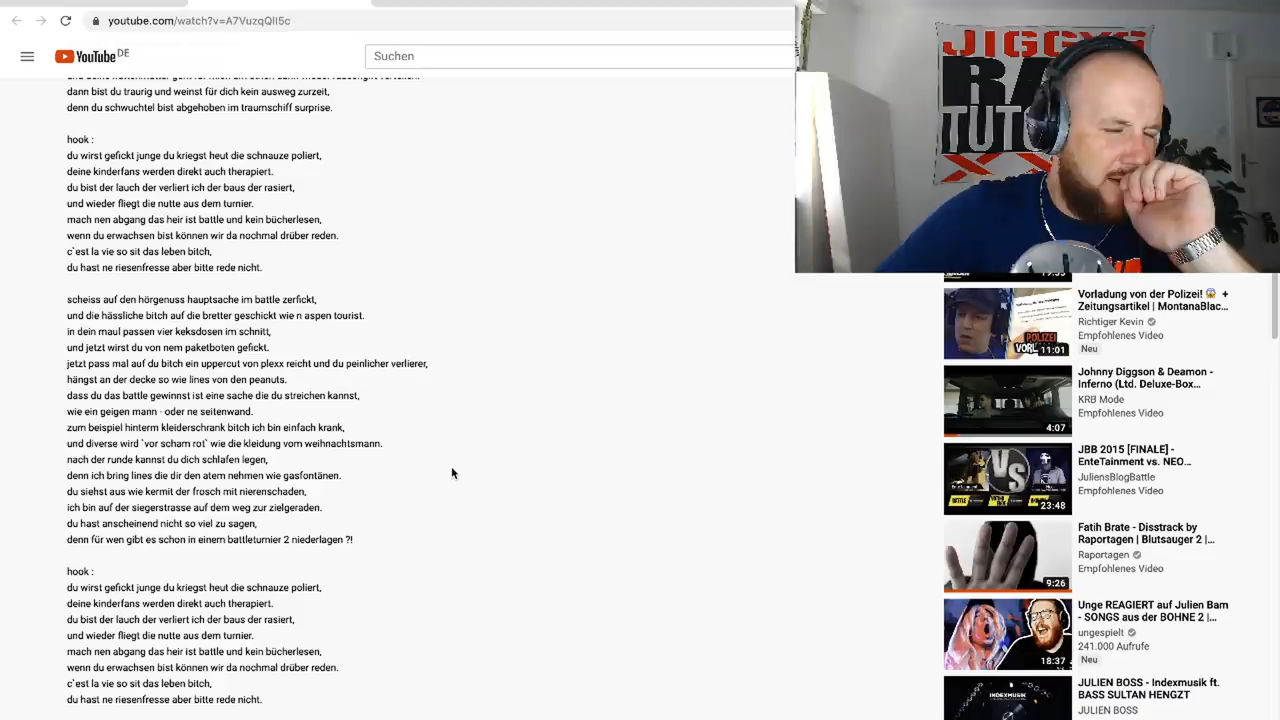 youtube.com/watch?v=A7VuzqQlI5c
YouTube DE
Suchen
JIGGYS
RA
TUT
dann bist du traurig und weinst für dich kein ausweg zurzeit,
denn du schwuchtel bist abgehoben im traumschiff surprise.
hook :
du wirst gefickt junge du kriegst heut die schnauze poliert,
deine kinderfans werden direkt auch therapiert.
du bist der lauch der verliert ich der baus der rasiert,
und wieder fliegt die nutte aus dem turnier.
mach nen abgang das heir ist battle und kein bücherlesen,
wenn du erwachsen bist können wir da nochmal drüber reden.
c`est la vie so sit das leben bitch,
du hast ne riesenfresse aber bitte rede nicht.
scheiss auf den hörgenuss hauptsache im battle zerfickt,
und die hässliche bitch auf die bretter geschickt wie n aspen tourist.
in dein maul passen vier keksdosen im schnitt,
und jetzt wirst du von nem paketboten gefickt.
jetzt pass mal auf du bitch ein uppercut von plexx reicht und du peinlicher verlierer,
hängst an der decke so wie lines von den peanuts.
dass du das battle gewinnst ist eine sache die du streichen kannst,
wie ein geigen mann - oder ne seitenwand.
zum beispiel hinterm kleiderschrank bitch ich bin einfach krank,
und diverse wird `vor scham rot` wie die kleidung vom weihnachtsmann.
nach der runde kannst du dich schlafen legen,
denn ich bring lines die dir den atem nehmen wie gasfontänen.
du siehst aus wie kermit der frosch mit nierenschaden,
ich bin auf der siegerstrasse auf dem weg zur zielgeraden.
du hast anscheinend nicht so viel zu sagen,
denn für wen gibt es schon in einem battleturnier 2 niederlagen ?!
hook :
du wirst gefickt junge du kriegst heut die schnauze poliert,
deine kinderfans werden direkt auch therapiert.
du bist der lauch der verliert ich der baus der rasiert,
und wieder fliegt die nutte aus dem turnier.
mach nen abgang das heir ist battle und kein bücherlesen,
wenn du erwachsen bist können wir da nochmal drüber reden.
c`est la vie so sit das leben bitch,
du hast ne riesenfresse aber bitte rede nicht.
POLIZEI
11:01
Vorladung von der Polizei! 😱 +
Zeitungsartikel | MontanaBlac...
Richtiger Kevin
Empfohlenes Video
Neu
4:07
Johnny Diggson & Deamon -
Inferno (Ltd. Deluxe-Box...
KRB Mode
Empfohlenes Video
VS
23:48
JBB 2015 [FINALE] -
EnteTainment vs. NEO...
JuliensBlogBattle
Empfohlenes Video
9:26
Fatih Brate - Disstrack by
Raportagen | Blutsauger 2 |...
Raportagen
Empfohlenes Video
18:37
Unge REAGIERT auf Julien Bam
- SONGS aus der BOHNE 2 |...
ungespielt
241.000 Aufrufe
Neu
INDEXMUSIK
JULIEN BOSS - Indexmusik ft.
BASS SULTAN HENGZT
JULIEN BOSS